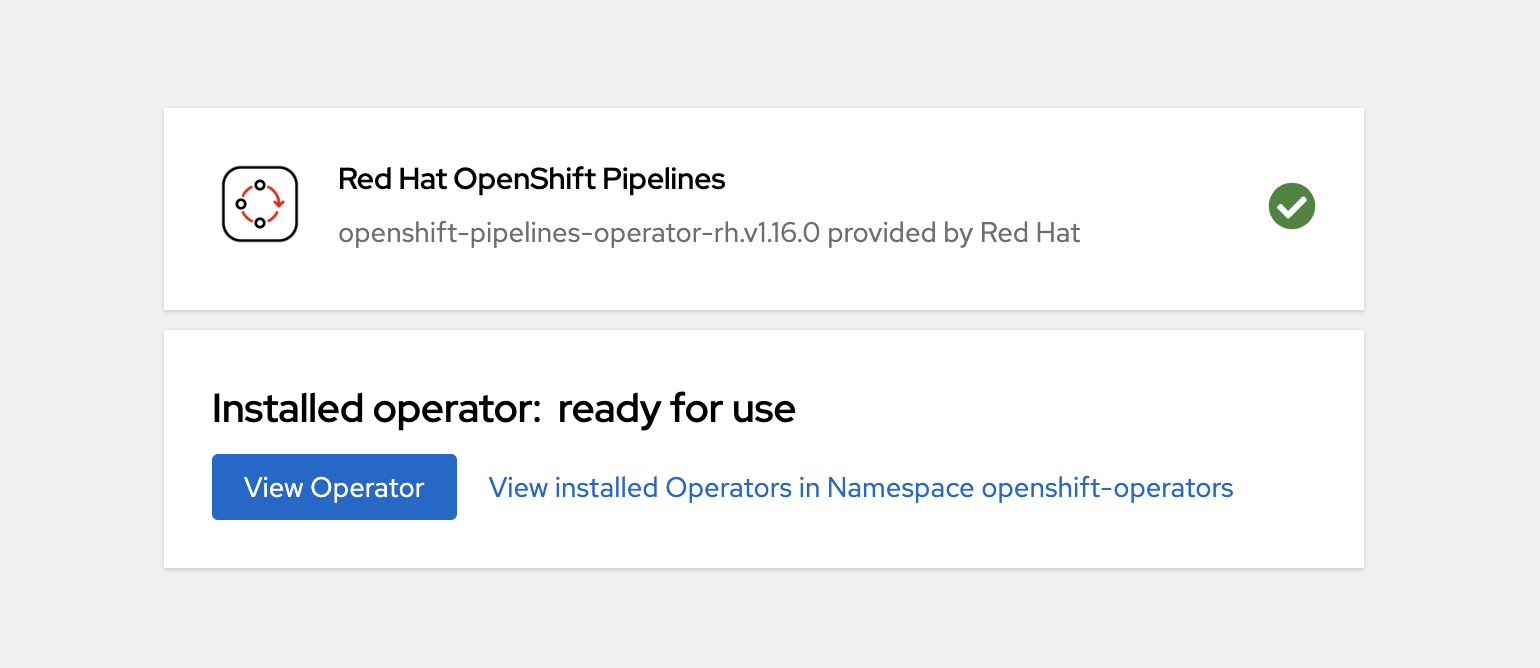 Red Hat OpenShift Pipelines
openshift-pipelines-operator-rh.v1.16.0 provided by Red Hat
Installed operator: ready for use
View Operator
View installed Operators in Namespace openshift-operators